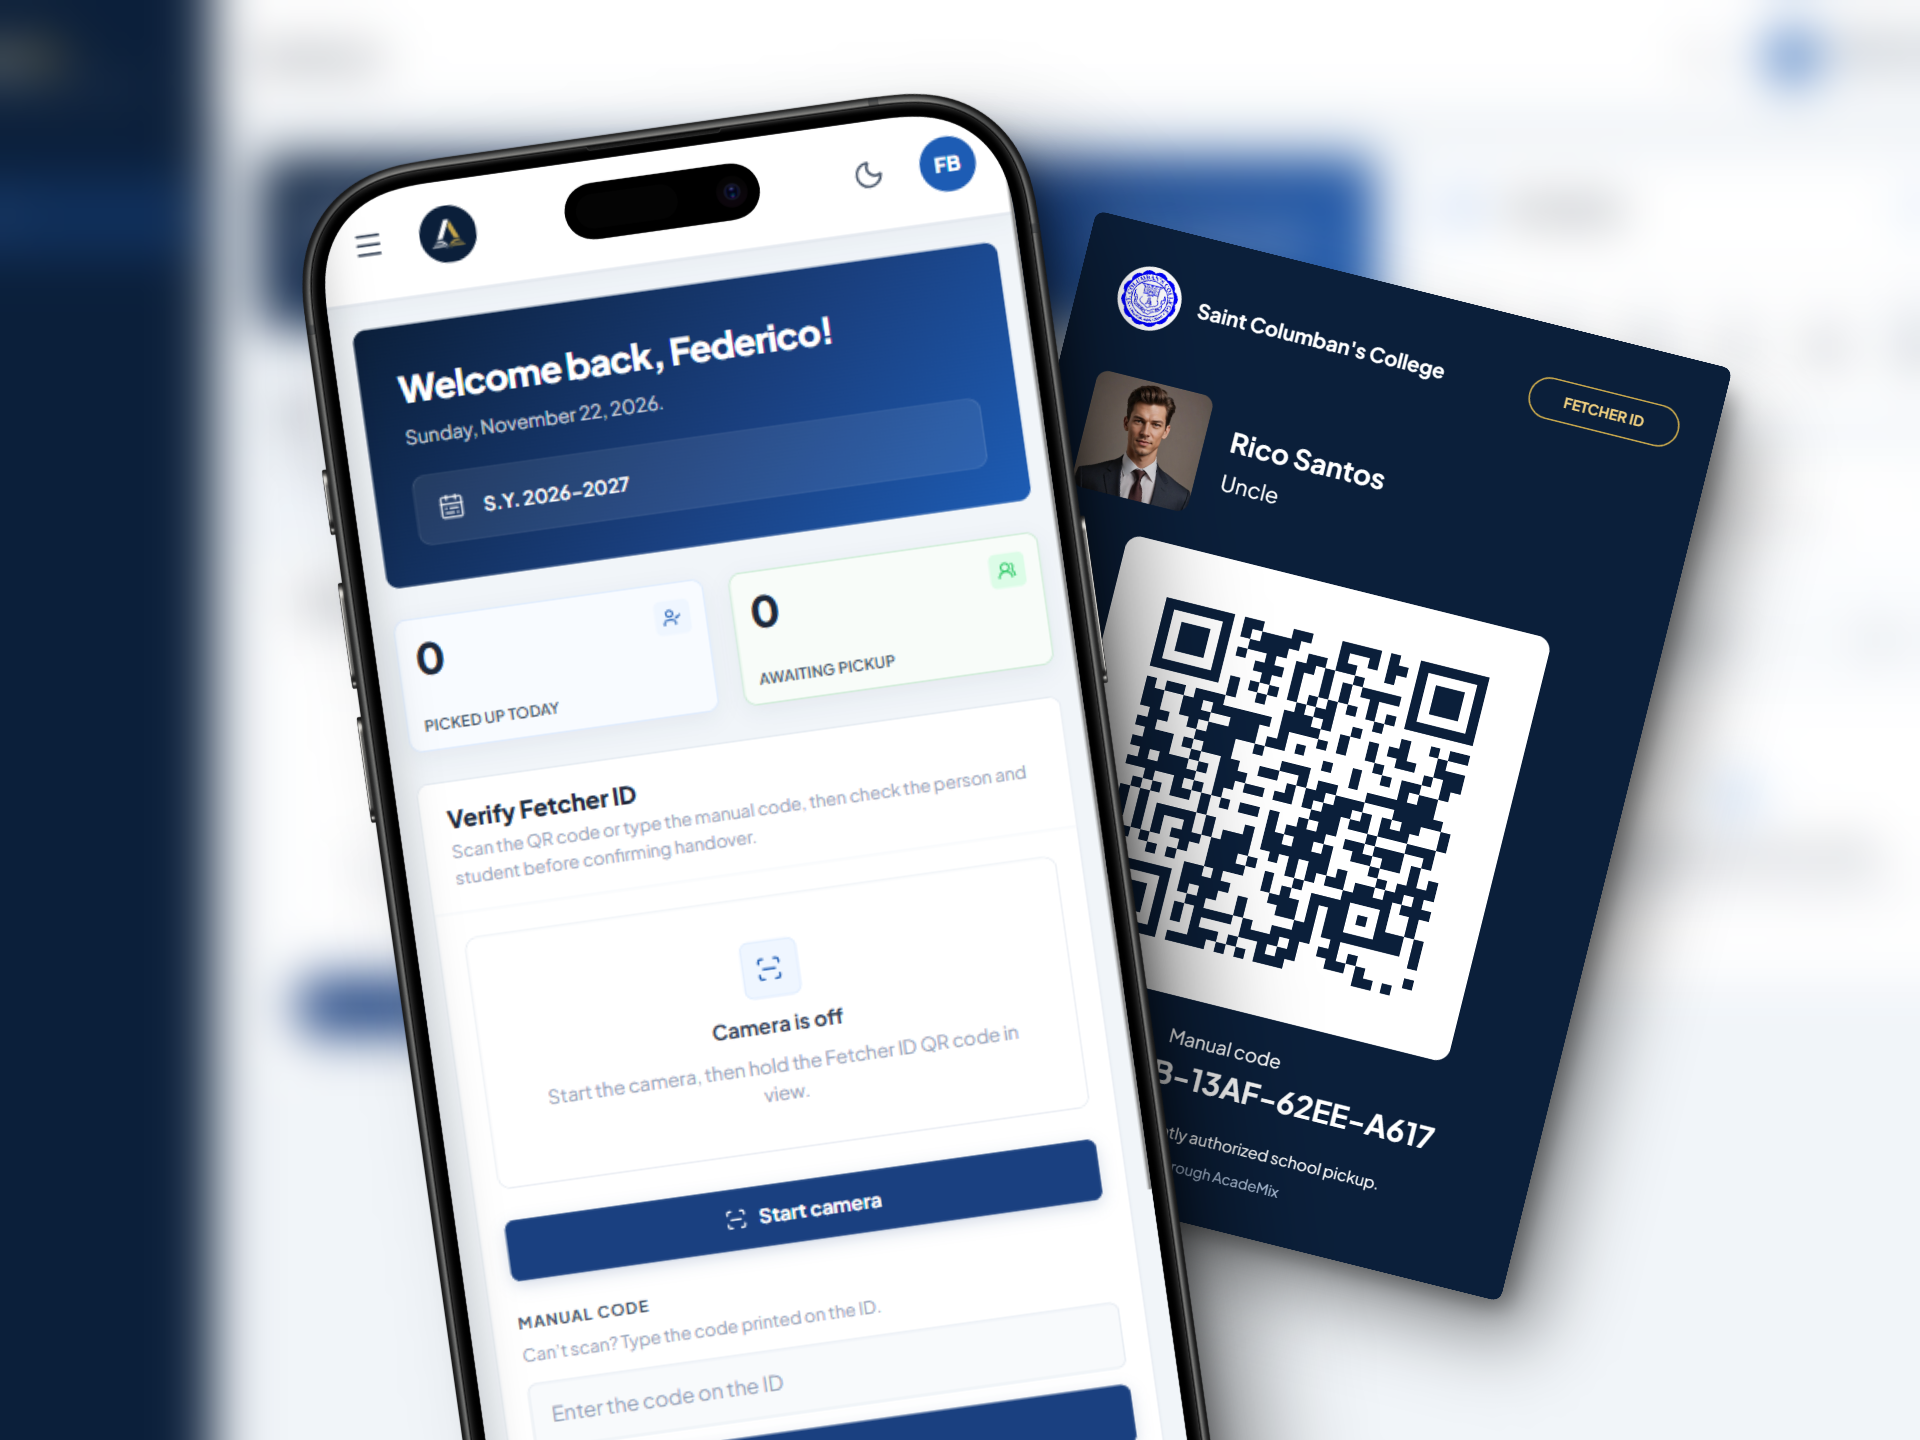 FB
Welcome back, Federico!
Sunday, November 22, 2026.
S.Y. 2026-2027
0
PICKED UP TODAY
0
AWAITING PICKUP
Verify Fetcher ID
Scan the QR code or type the manual code, then check the person and
student before confirming handover.
Camera is off
Start the camera, then hold the Fetcher ID QR code in
view.
Start camera
MANUAL CODE
Can't scan? Type the code printed on the ID.
Enter the code on the ID
Saint Columban's College
FETCHER ID
Rico Santos
Uncle
Manual code
B-13AF-62EE-A617
authorized school pickup.
AcadeMix